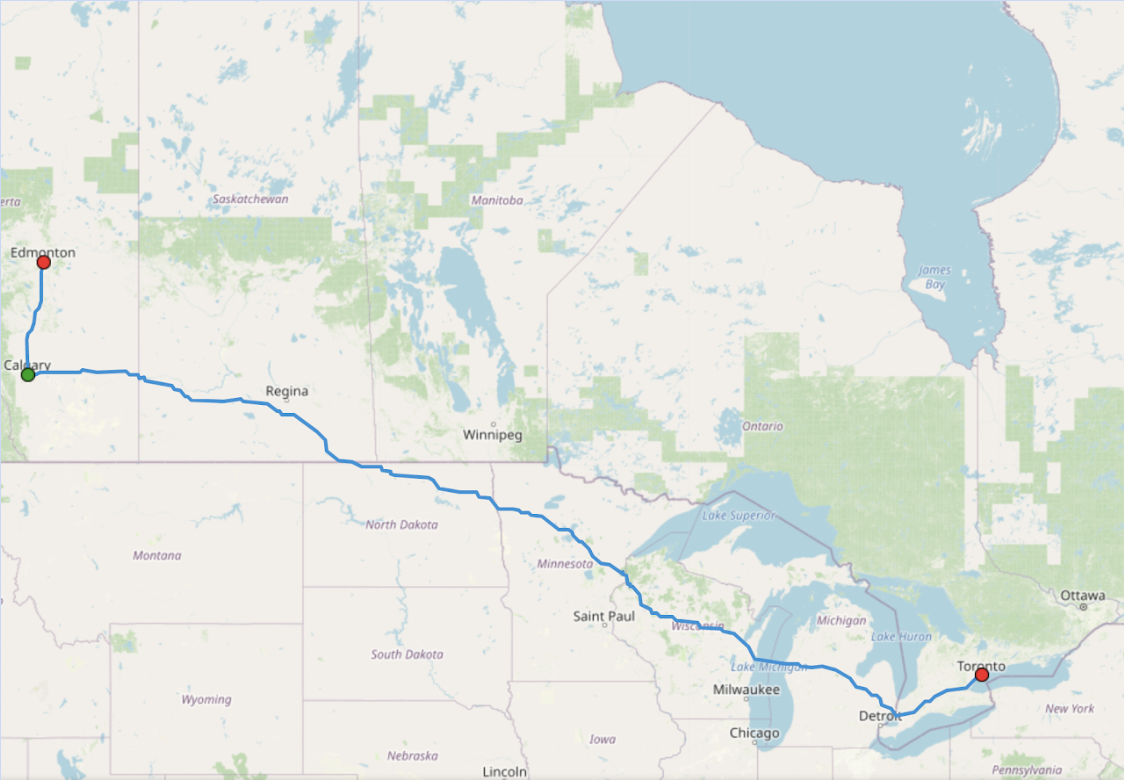 Saskatchewan
Manitoba
erta
Edmonton
James
Bay
Calgary
Regina
Winnipeg
Ontario
Lake Superior
North Dakota
Montana
Minnesota
Ottawa
Saint Paul
Wisconsin
Michigan
Lake Huron
South Dakota
Lake Michigan
Toronto
Milwaukee
Wyoming
New York
Detroit
Chicago
Iowa
Nebraska
Lincoln
Pennsylvania